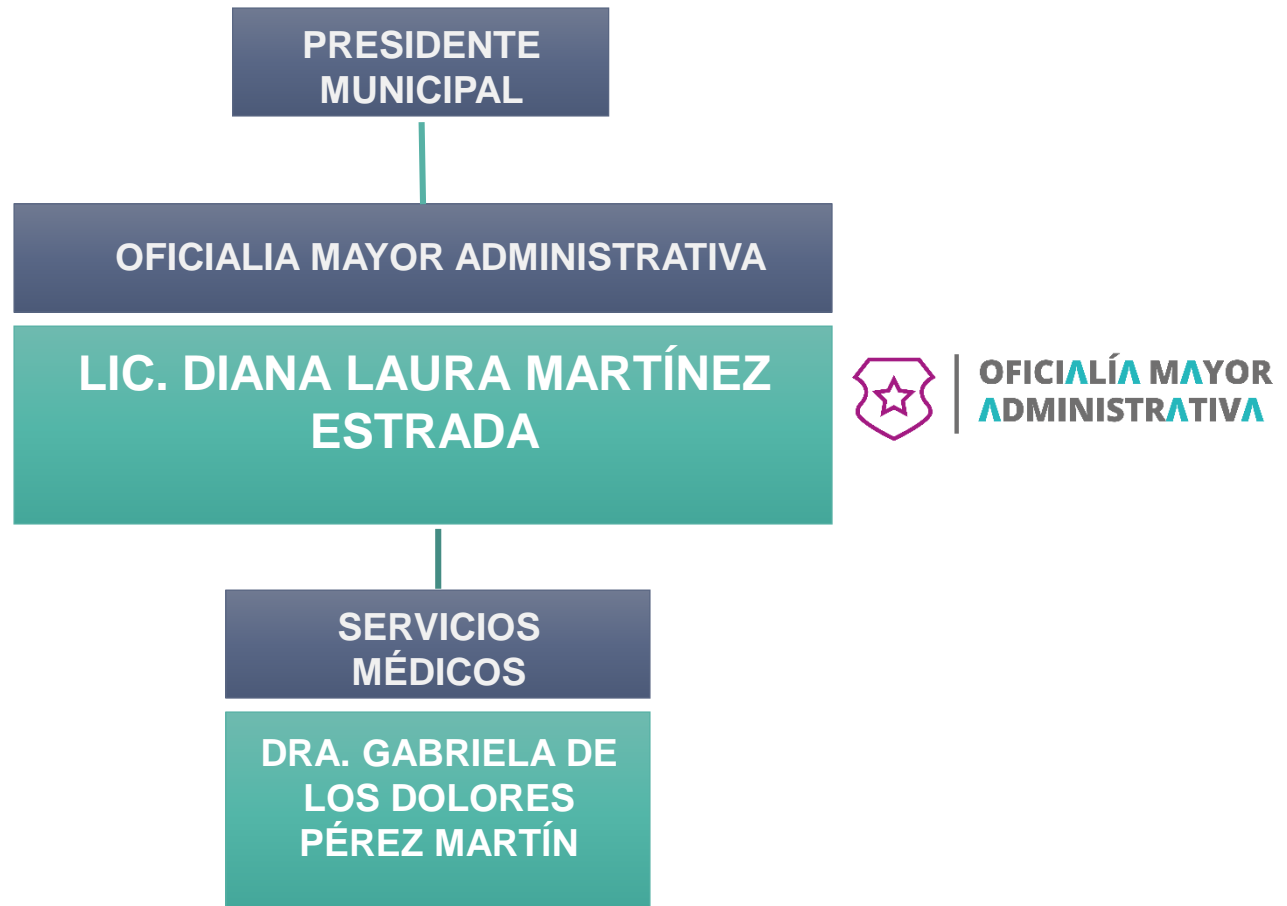 PRESIDENTE
MUNICIPAL
OFICIALIA MAYOR ADMINISTRATIVA
LIC. DIANA LAURA MARTÍNEZ
ESTRADA
OFICIALÍA MAYOR
ADMINISTRATIVA
SERVICIOS
MÉDICOS
DRA. GABRIELA DE
LOS DOLORES
PÉREZ MARTÍN